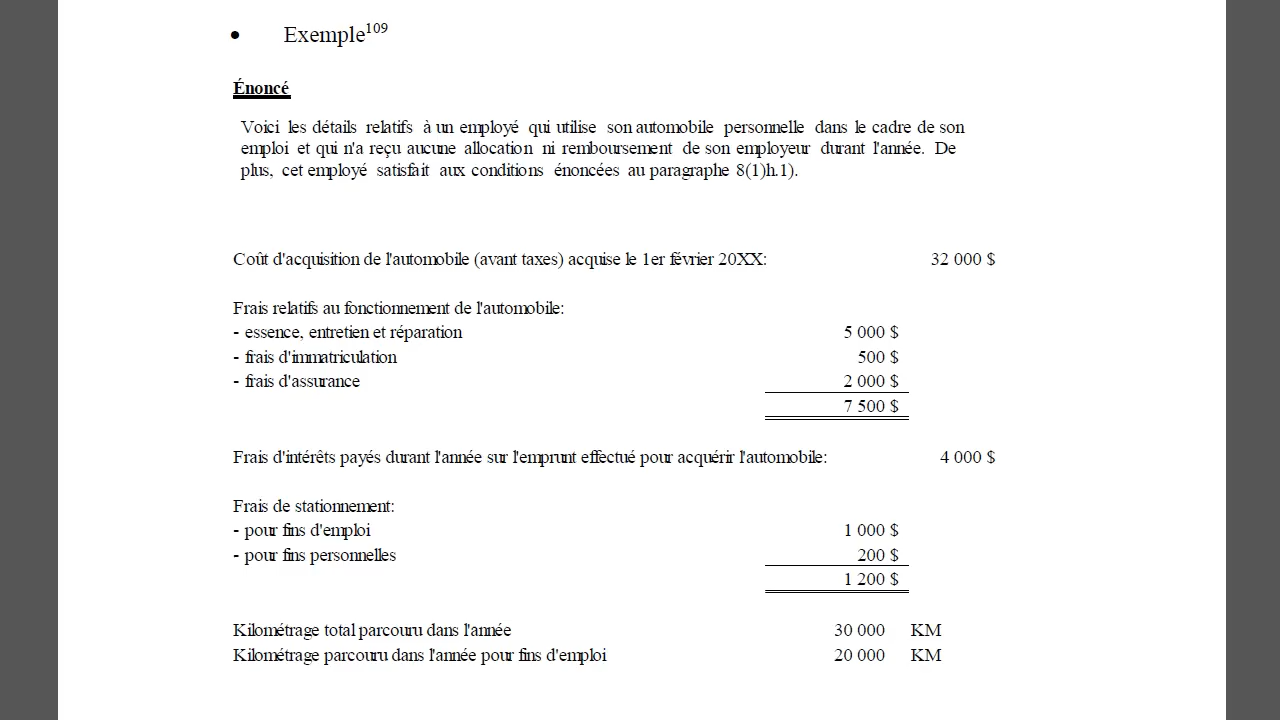 • Exemple109
Énoncé
Voici les détails relatifs à un employé qui utilise son automobile personnelle dans le cadre de son
emploi et qui n'a reçu aucune allocation ni remboursement de son employeur durant l'année. De
plus, cet employé satisfait aux conditions énoncées au paragraphe 8(1)h.1).
Coût d'acquisition de l'automobile (avant taxes) acquise le 1er février 20XX: 32 000 $
Frais relatifs au fonctionnement de l'automobile:
- essence, entretien et réparation 5 000 $
- frais d'immatriculation 500 $
- frais d'assurance 2 000 $
7 500 $
Frais d'intérêts payés durant l'année sur l'emprunt effectué pour acquérir l'automobile: 4 000 $
Frais de stationnement:
- pour fins d'emploi 1 000 $
- pour fins personnelles 200 $
1 200 $
Kilométrage total parcouru dans l'année 30 000 KM
Kilométrage parcouru dans l'année pour fins d'emploi 20 000 KM